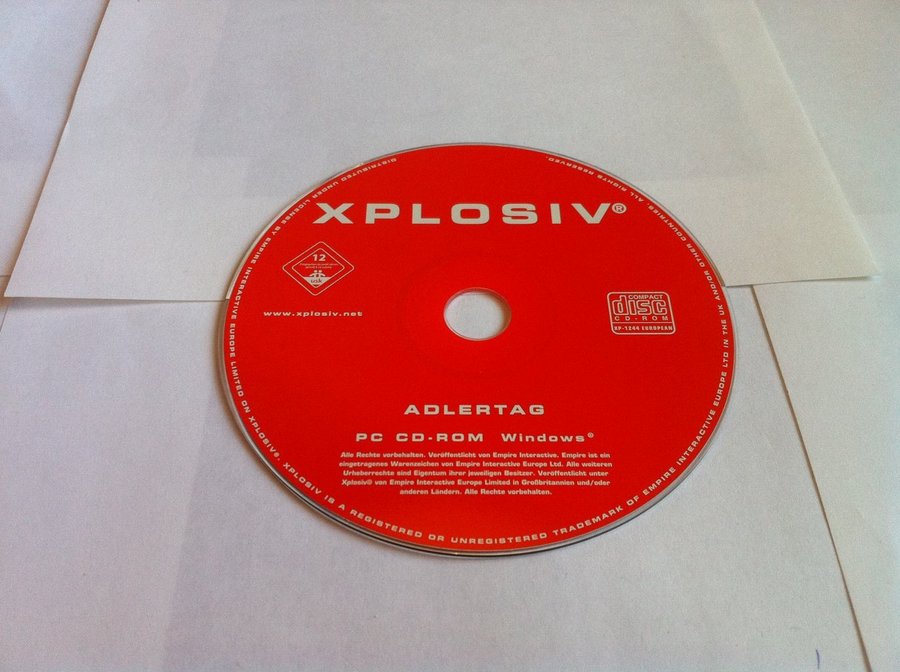 XPLOSIV®
12
usk
www.xplosiv.net
COMPACT
disc
CD-ROM
XP-1244 EUROPEAN
ADLERTAG
PC CD-ROM Windows®
Alle Rechte vorbehalten. Veröffentlicht von Empire Interactive. Empire ist ein
eingetragenes Warenzeichen von Empire Interactive Europe Ltd. Alle weiteren
Urheberrechte sind Eigentum ihrer jeweiligen Besitzer. Veröffentlicht unter
Xplosiv® von Empire Interactive Europe Limited in Großbritannien und/oder
anderen Ländern. Alle Rechte vorbehalten.
DISTRIBUTED UNDER LICENSE BY EMPIRE INTERACTIVE EUROPE LIMITED ON XPLOSIV®. XPLOSIV IS A REGISTERED OR UNREGISTERED TRADEMARK OF EMPIRE INTERACTIVE EUROPE LTD IN THE UK AND/OR OTHER COUNTRIES. ALL RIGHTS RESERVED.